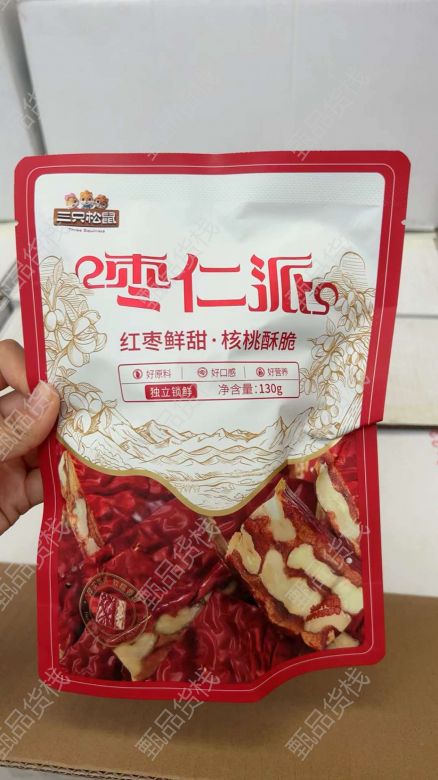 三只松鼠
Three Squirrels
枣仁派
红枣鲜甜·核桃酥脆
好原料 好口感 好营养
独立锁鲜 净含量:130g
甄品货栈